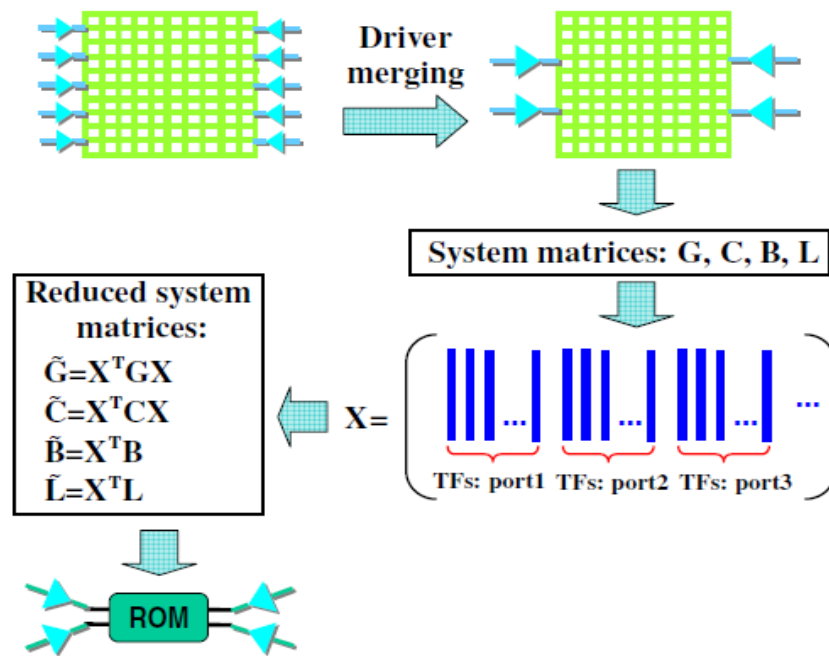 Driver
merging
System matrices: G, C, B, L
Reduced system
matrices:
G̃=XᵀGX
C̃=XᵀCX
B̃=XᵀB
L̃=XᵀL
X=
... ... ... ...
TFs: port1 TFs: port2 TFs: port3
ROM